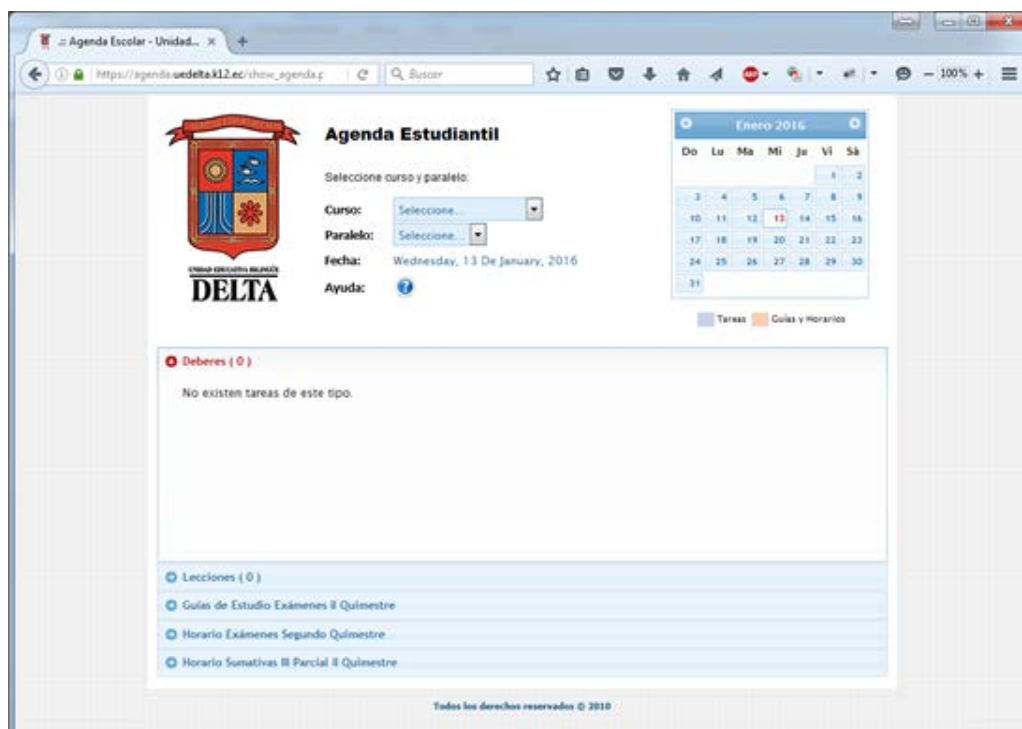 .:: Agenda Escolar - Unidad...
https://agenda.uedelta.k12.ec/show_agenda.p
Buscar
ABP
100%
Agenda Estudiantil
Seleccione curso y paralelo:
Curso: Seleccione...
Paralelo: Seleccione...
Fecha: Wednesday, 13 De January, 2016
Ayuda:
UNIDAD EDUCATIVA BILINGÜE
DELTA
Enero 2016
Do Lu Ma Mi Ju Vi Sá
1 2
3 4 5 6 7 8 9
10 11 12 13 14 15 16
17 18 19 20 21 22 23
24 25 26 27 28 29 30
31
Tareas Guías y Horarios
Deberes ( 0 )
No existen tareas de este tipo.
Lecciones ( 0 )
Guías de Estudio Exámenes II Quimestre
Horario Exámenes Segundo Quimestre
Horario Sumativas III Parcial II Quimestre
Todos los derechos reservados © 2010